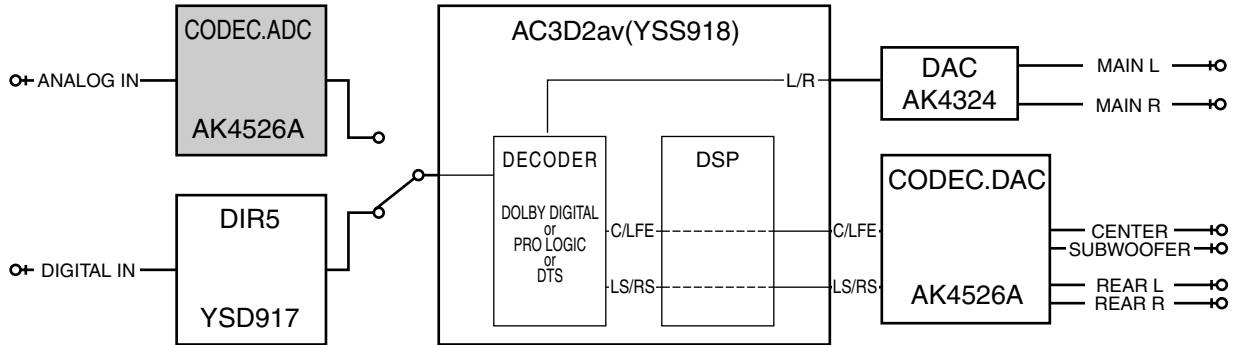 CODEC.ADC
ANALOG IN
AK4526A
DIR5
DIGITAL IN
YSD917
AC3D2av(YSS918)
L/R
DECODER
DOLBY DIGITAL
or
PRO LOGIC
or
DTS
C/LFE
LS/RS
DSP
C/LFE
LS/RS
DAC
AK4324
MAIN L
MAIN R
CODEC.DAC
AK4526A
CENTER
SUBWOOFER
REAR L
REAR R